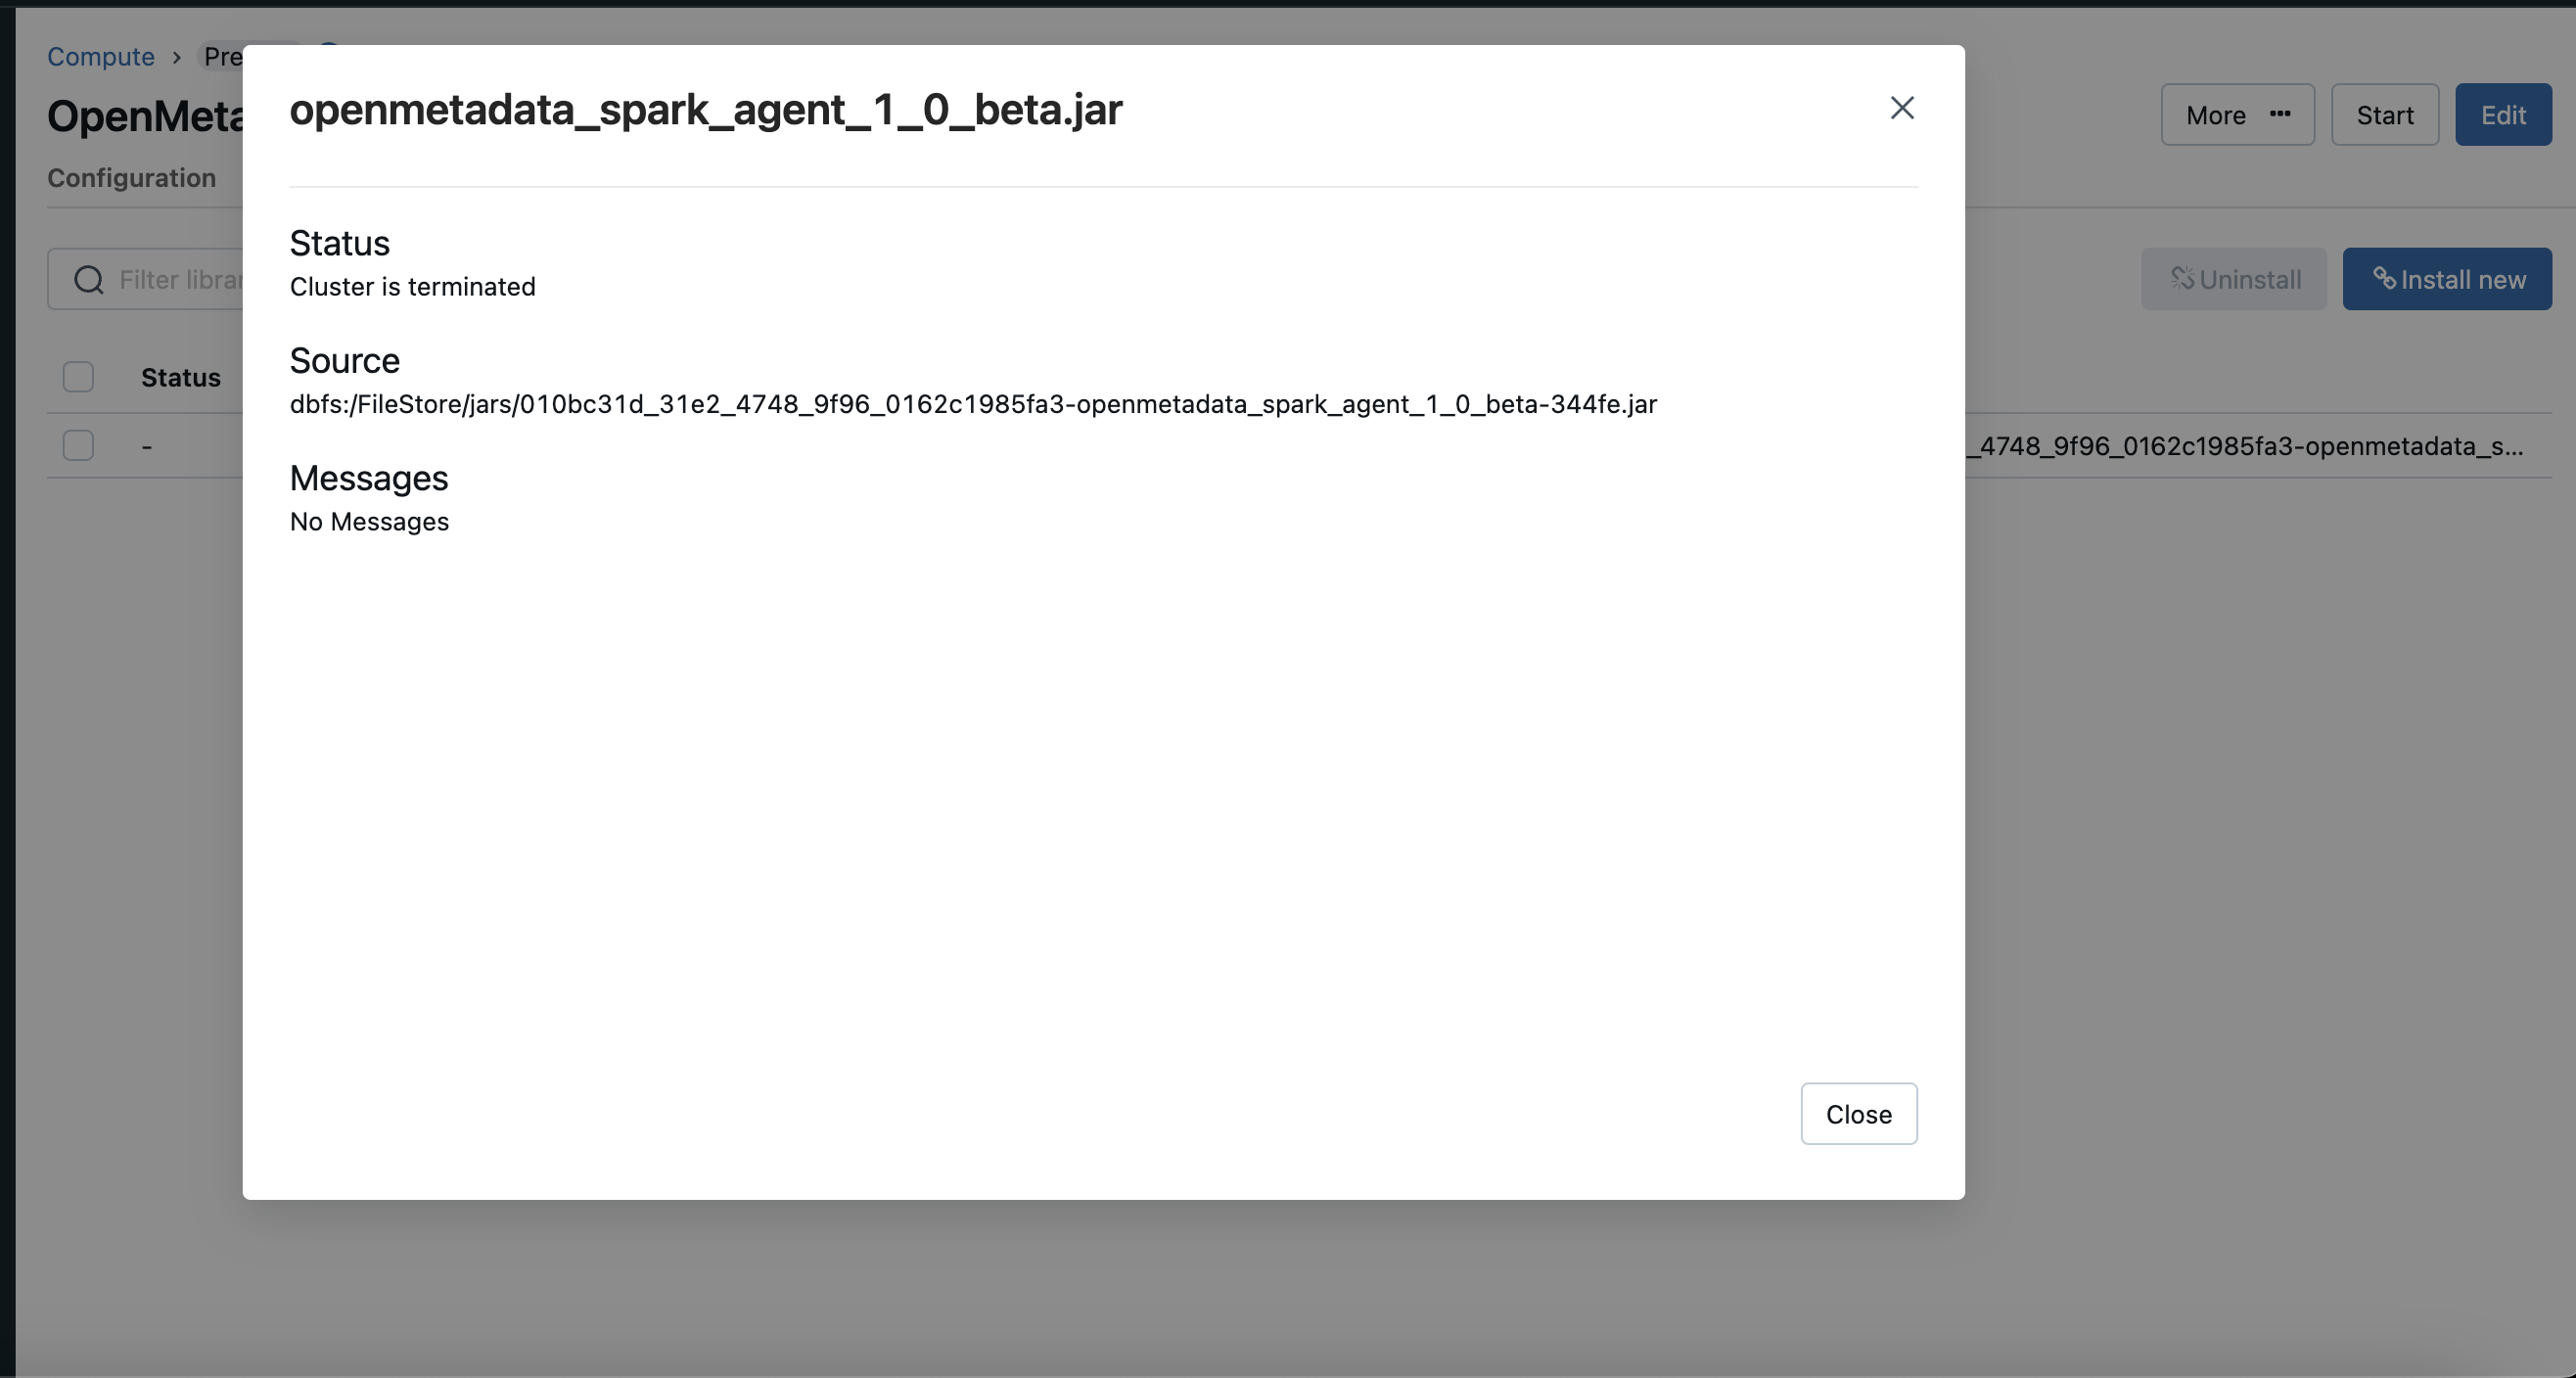 Compute › Pre
OpenMeta
More ··· Start Edit
Configuration
Filter librar
Uninstall Install new
Status
-
_4748_9f96_0162c1985fa3-openmetadata_s...
openmetadata_spark_agent_1_0_beta.jar
Status
Cluster is terminated
Source
dbfs:/FileStore/jars/010bc31d_31e2_4748_9f96_0162c1985fa3-openmetadata_spark_agent_1_0_beta-344fe.jar
Messages
No Messages
Close